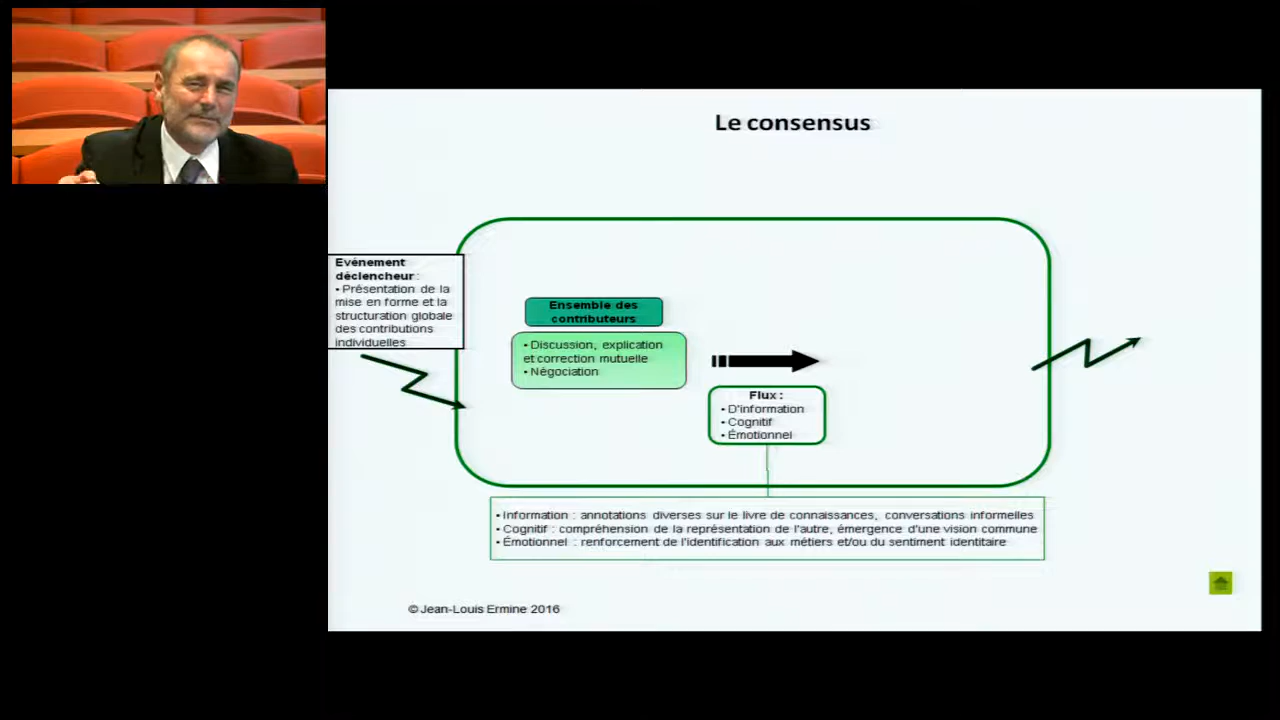 Le consensus
Evénement
déclencheur :
• Présentation de la
mise en forme et la
structuration globale
des contributions
individuelles
Ensemble des
contributeurs
• Discussion, explication
et correction mutuelle
• Négociation
Flux :
• D'information
• Cognitif
• Émotionnel
• Information : annotations diverses sur le livre de connaissances, conversations informelles
• Cognitif : compréhension de la représentation de l'autre, émergence d'une vision commune
• Émotionnel : renforcement de l'identification aux métiers et/ou du sentiment identitaire
© Jean-Louis Ermine 2016